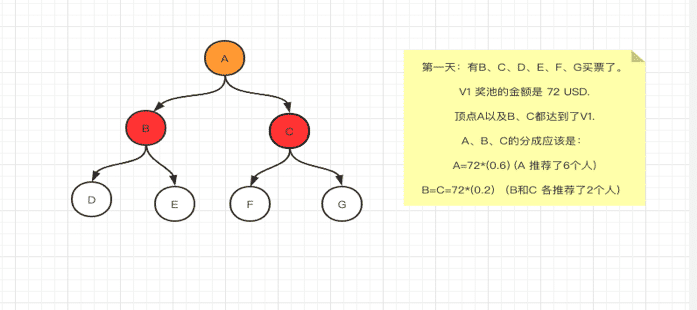 A
B
C
D
E
F
G
第一天：有B、C、D、E、F、G买票了。
V1 奖池的金额是 72 USD.
顶点A以及B、C都达到了V1.
A、B、C的分成应该是：
A=72*(0.6) (A 推荐了6个人)
B=C=72*(0.2) （B和C 各推荐了2个人）